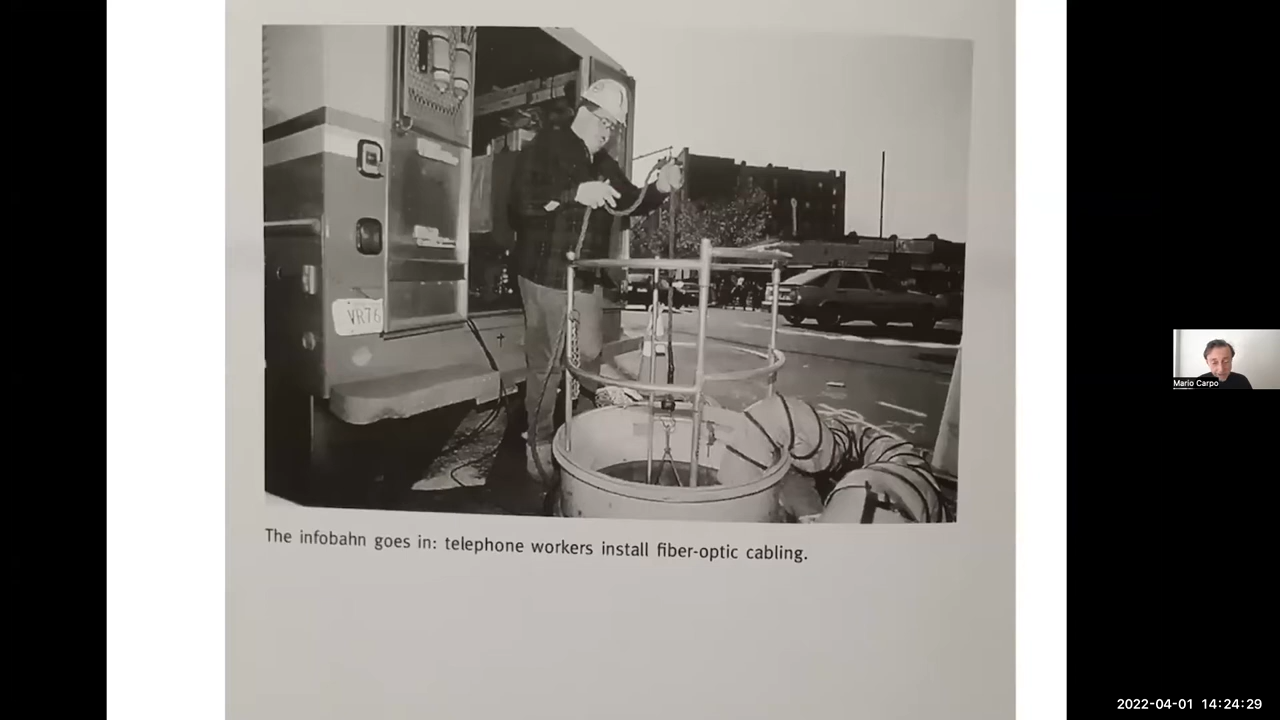 VR76
The infobahn goes in: telephone workers install fiber-optic cabling.
Mario Carpo
2022-04-01 14:24:29